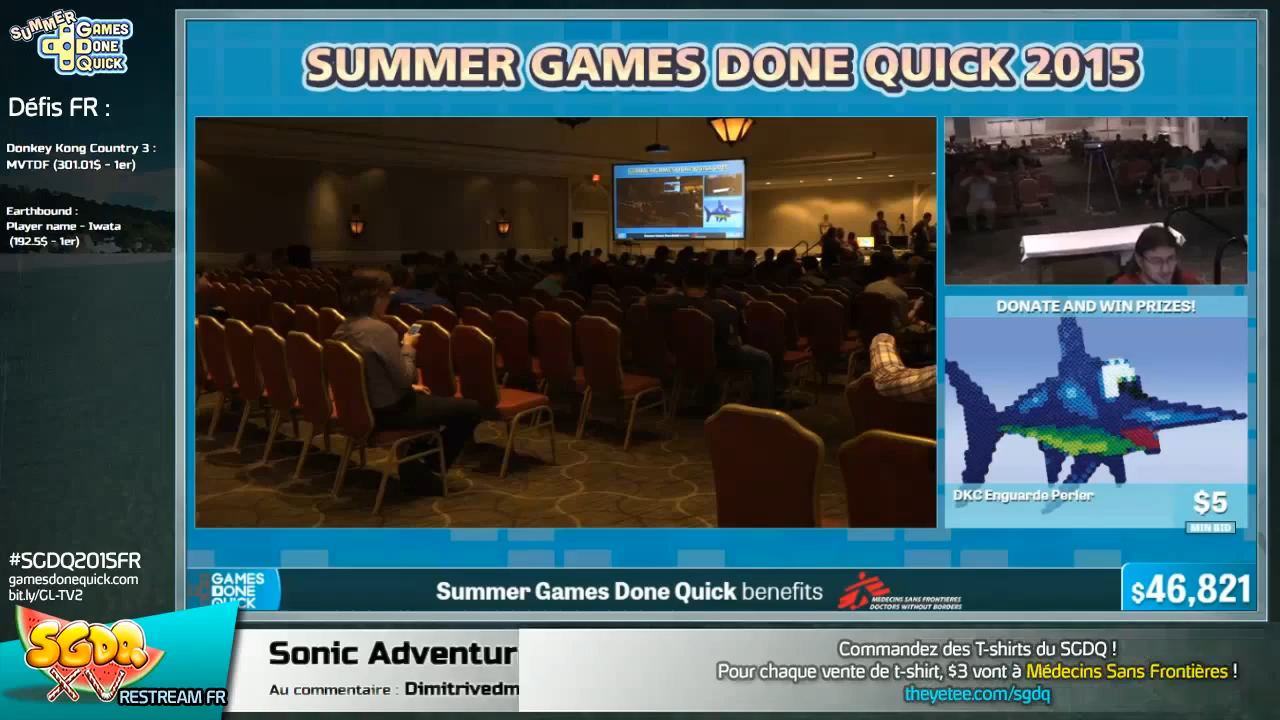 SUMMER
GAMES
DONE
QUICK
Défis FR :
Donkey Kong Country 3 :
MVTDF (301.01$ - 1er)
Earthbound :
Player name - Iwata
(192.5$ - 1er)
#SGDQ2015FR
gamesdonequick.com
bit.ly/GL-TV2
SUMMER GAMES DONE QUICK 2015
DONATE AND WIN PRIZES!
DKC Enguarde Perler
$5
MIN BID
GAMES
DONE
QUICK
Summer Games Done Quick benefits
MEDECINS SANS FRONTIERES
DOCTORS WITHOUT BORDERS
$46,821
SGDQ
RESTREAM FR
Sonic Adventur
Au commentaire : Dimitrivedm
Commandez des T-shirts du SGDQ !
Pour chaque vente de t-shirt, $3 vont à Médecins Sans Frontières !
theyetee.com/sgdq